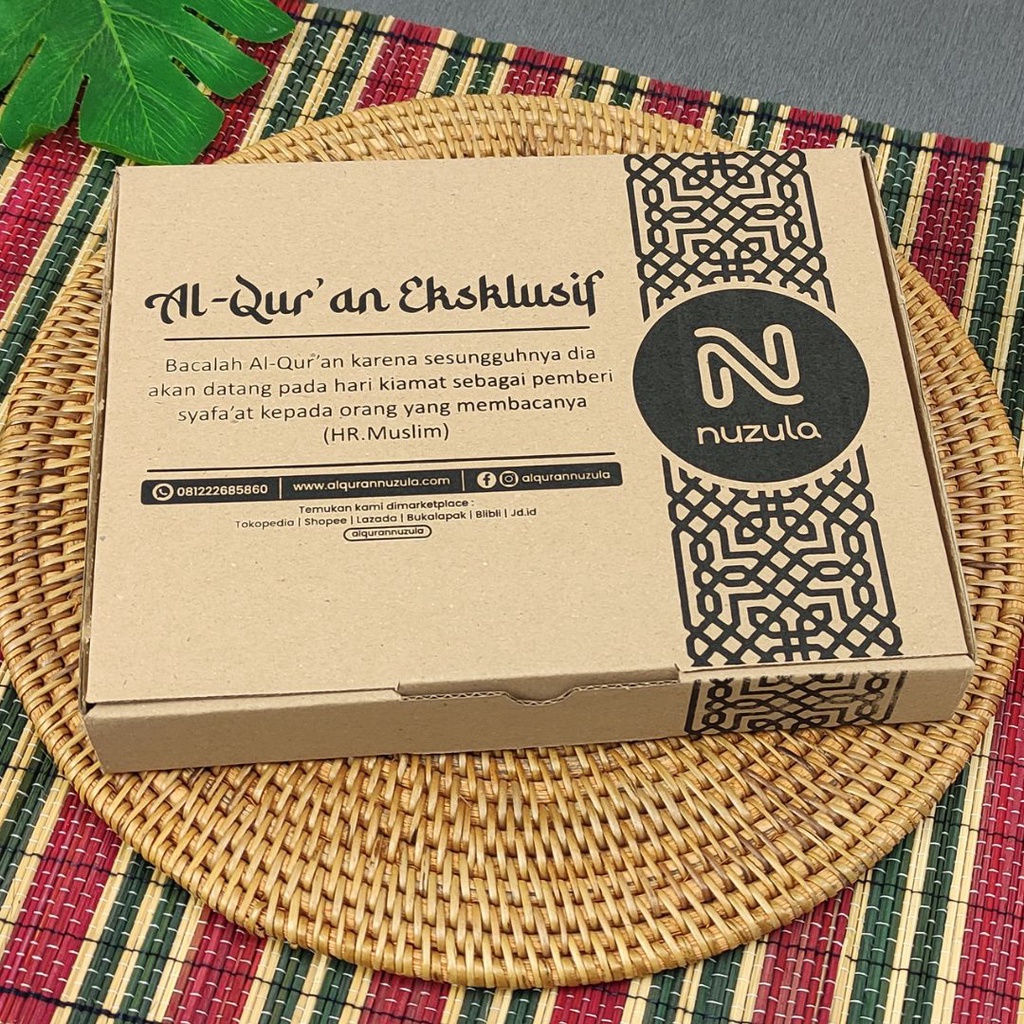 Al-Qur'an Eksklusif
Bacalah Al-Qur'an karena sesungguhnya dia
akan datang pada hari kiamat sebagai pemberi
syafa'at kepada orang yang membacanya
(HR.Muslim)
081222685860 | www.alqurannuzula.com | alqurannuzula
Temukan kami dimarketplace :
Tokopedia | Shopee | Lazada | Bukalapak | Blibli | Jd.id
alqurannuzula
N
nuzula